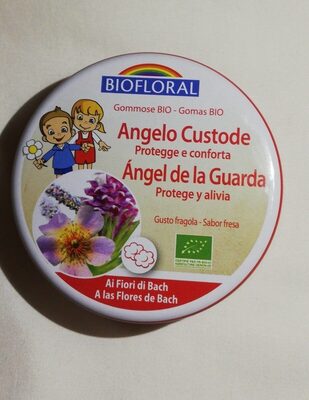 BIOFLORAL
Gommose BIO - Gomas BIO
Angelo Custode
Protegge e conforta
Ángel de la Guarda
Protege y alivia
Gusto fragola - Sabor fresa
Ai Fiori di Bach
A las Flores de Bach